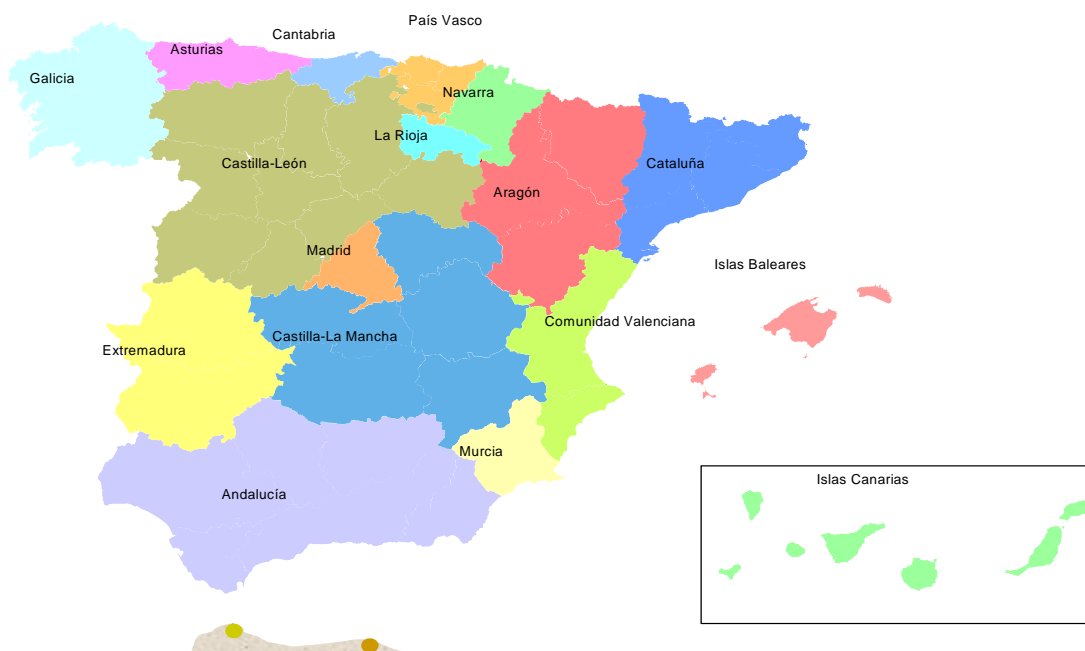 País Vasco
Cantabria
Asturias
Galicia
Navarra
La Rioja
Castilla-León
Cataluña
Aragón
Madrid
Islas Baleares
Comunidad Valenciana
Castilla-La Mancha
Extremadura
Murcia
Islas Canarias
Andalucía